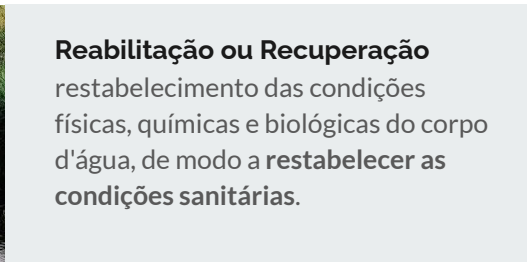 Reabilitação ou Recuperação
restabelecimento das condições
físicas, químicas e biológicas do corpo
d'água, de modo a restabelecer as
condições sanitárias.